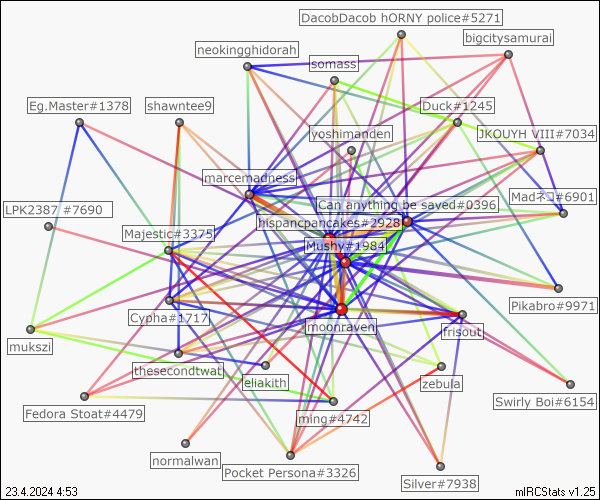 DacobDacob hORNY police#5271
bigcitysamurai
neokingghidorah
somass
Eg.Master#1378
shawntee9
Duck#1245
yoshimanden
JKOUYH VIII#7034
marcemadness
Madネコ#6901
Can anything be saved#0396
LPK2387 #7690
hispancpancakes#2928
Majestic#3375
Mushy#1984
Pikabro#9971
Cypha#1717
moonraven
frisout
mukszi
thesecondtwat
eliakith
zebula
Swirly Boi#6154
Fedora Stoat#4479
ming#4742
normalwan
Pocket Persona#3326
Silver#7938
23.4.2024 4:53
mIRCStats v1.25